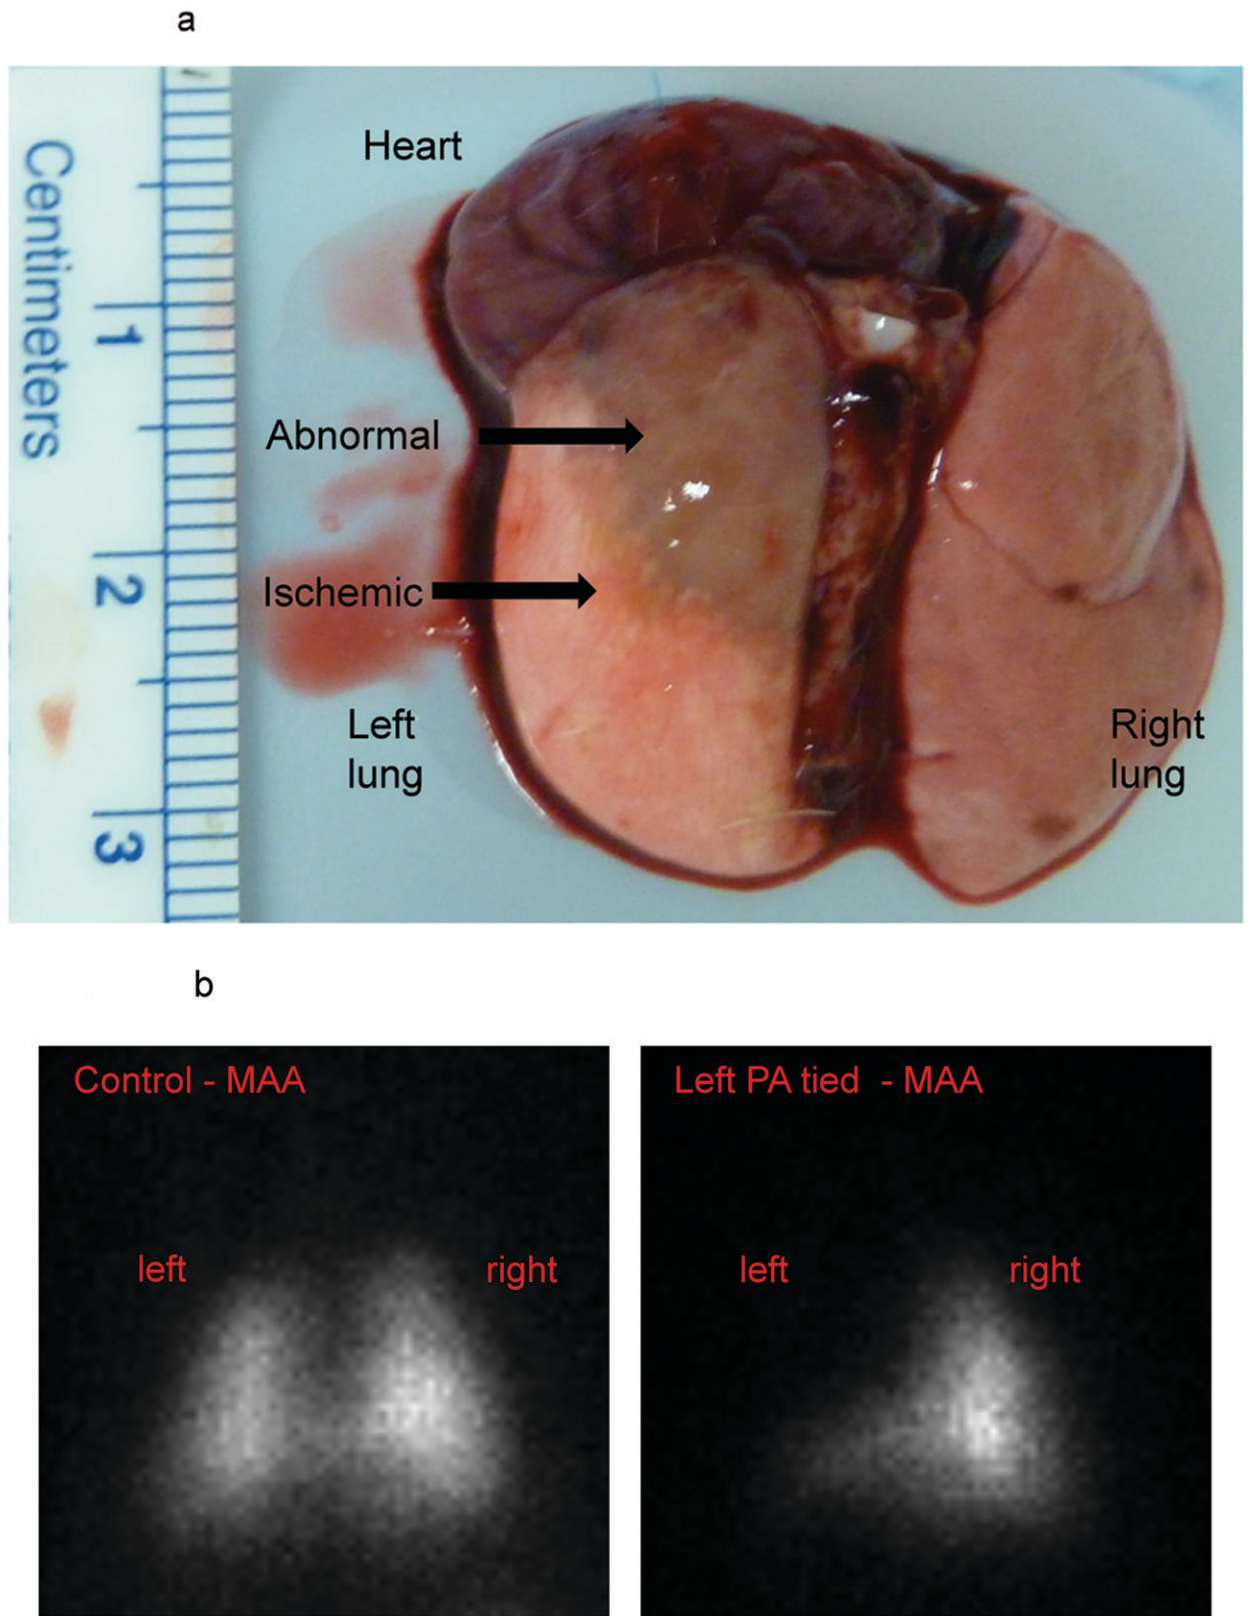 a
Centimeters
1
2
3
Heart
Abnormal
Ischemic
Left
lung
Right
lung
b
Control - MAA
left
right
Left PA tied - MAA
left
right